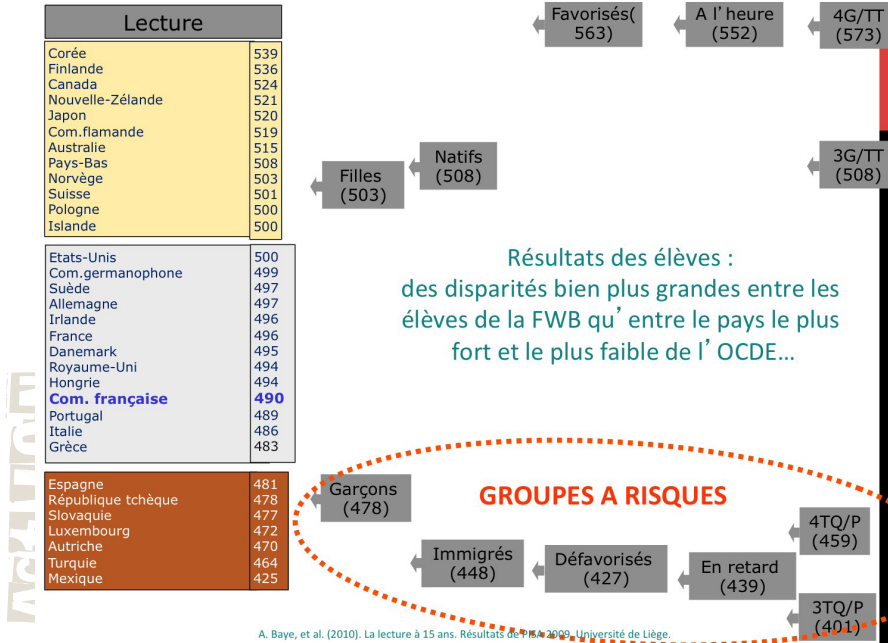 Lecture
Corée 539
Finlande 536
Canada 524
Nouvelle-Zélande 521
Japon 520
Com.flamande 519
Australie 515
Pays-Bas 508
Norvège 503
Suisse 501
Pologne 500
Islande 500
Etats-Unis 500
Com.germanophone 499
Suède 497
Allemagne 497
Irlande 496
France 496
Danemark 495
Royaume-Uni 494
Hongrie 494
Com. française 490
Portugal 489
Italie 486
Grèce 483
Espagne 481
République tchèque 478
Slovaquie 477
Luxembourg 472
Autriche 470
Turquie 464
Mexique 425
Favorisés(
563)
A l'heure
(552)
4G/TT
(573)
Filles
(503)
Natifs
(508)
3G/TT
(508)
Résultats des élèves :
des disparités bien plus grandes entre les
élèves de la FWB qu'entre le pays le plus
fort et le plus faible de l'OCDE...
GROUPES A RISQUES
Garçons
(478)
Immigrés
(448)
Défavorisés
(427)
En retard
(439)
4TQ/P
(459)
3TQ/P
(401)
A. Baye, et al. (2010). La lecture à 15 ans. Résultats de PISA 2009. Université de Liège.